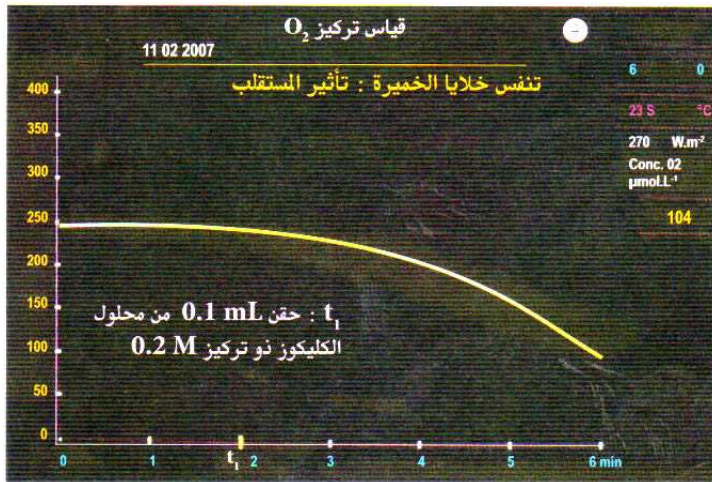 قياس تركيز O₂
–
11 02 2007
تنفس خلايا الخميرة : تأثير المستقلب
6 0
23 S °C
270 W.m⁻²
Conc. 02
µmol.L⁻¹
104
400
350
300
250
200
150
100
50
0
t₁ : حقن 0.1 mL من محلول
الكليكوز ذو تركيز 0.2 M
0 1 t₁ 2 3 4 5 6 min